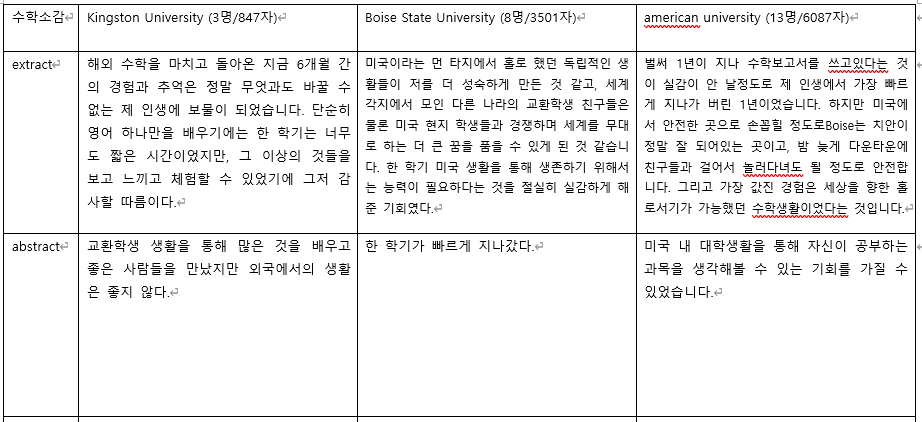 수학소감
Kingston University (3명/847자)
Boise State University (8명/3501자)
american university (13명/6087자)
extract
해외 수학을 마치고 돌아온 지금 6개월 간
의 경험과 추억은 정말 무엇과도 바꿀 수
없는 제 인생에 보물이 되었습니다. 단순히
영어 하나만을 배우기에는 한 학기는 너무
도 짧은 시간이었지만, 그 이상의 것들을
보고 느끼고 체험할 수 있었기에 그저 감
사할 따름이다.
미국이라는 먼 타지에서 홀로 했던 독립적인 생
활들이 저를 더 성숙하게 만든 것 같고, 세계
각지에서 모인 다른 나라의 교환학생 친구들은
물론 미국 현지 학생들과 경쟁하며 세계를 무대
로 하는 더 큰 꿈을 품을 수 있게 된 것 같습니
다. 한 학기 미국 생활을 통해 생존하기 위해서
는 능력이 필요하다는 것을 절실히 실감하게 해
준 기회였다.
벌써 1년이 지나 수학보고서를 쓰고있다는 것
이 실감이 안 날정도로 제 인생에서 가장 빠르
게 지나가 버린 1년이었습니다. 하지만 미국에
서 안전한 곳으로 손꼽힐 정도로Boise는 치안이
정말 잘 되어있는 곳이고, 밤 늦게 다운타운에
친구들과 걸어서 놀러다녀도 될 정도로 안전합
니다. 그리고 가장 값진 경험은 세상을 향한 홀
로서기가 가능했던 수학생활이었다는 것입니다.
abstract
교환학생 생활을 통해 많은 것을 배우고
좋은 사람들을 만났지만 외국에서의 생활
은 좋지 않다.
한 학기가 빠르게 지나갔다.
미국 내 대학생활을 통해 자신이 공부하는
과목을 생각해볼 수 있는 기회를 가질 수
있었습니다.